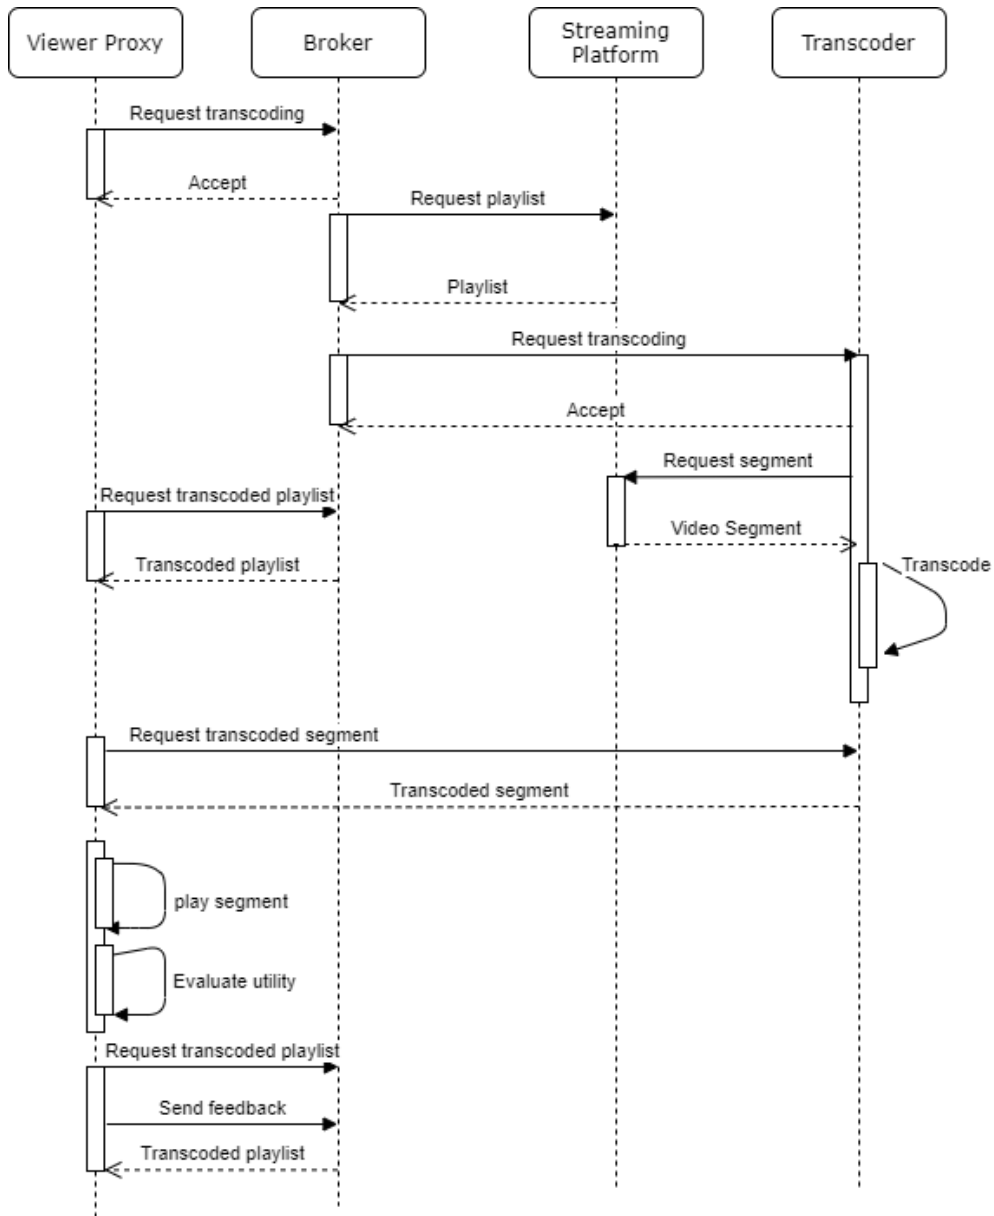 Viewer Proxy
Broker
Streaming
Platform
Transcoder
Request transcoding
Accept
Request playlist
Playlist
Request transcoding
Accept
Request segment
Request transcoded playlist
Video Segment
Transcoded playlist
Transcode
Request transcoded segment
Transcoded segment
play segment
Evaluate utility
Request transcoded playlist
Send feedback
Transcoded playlist